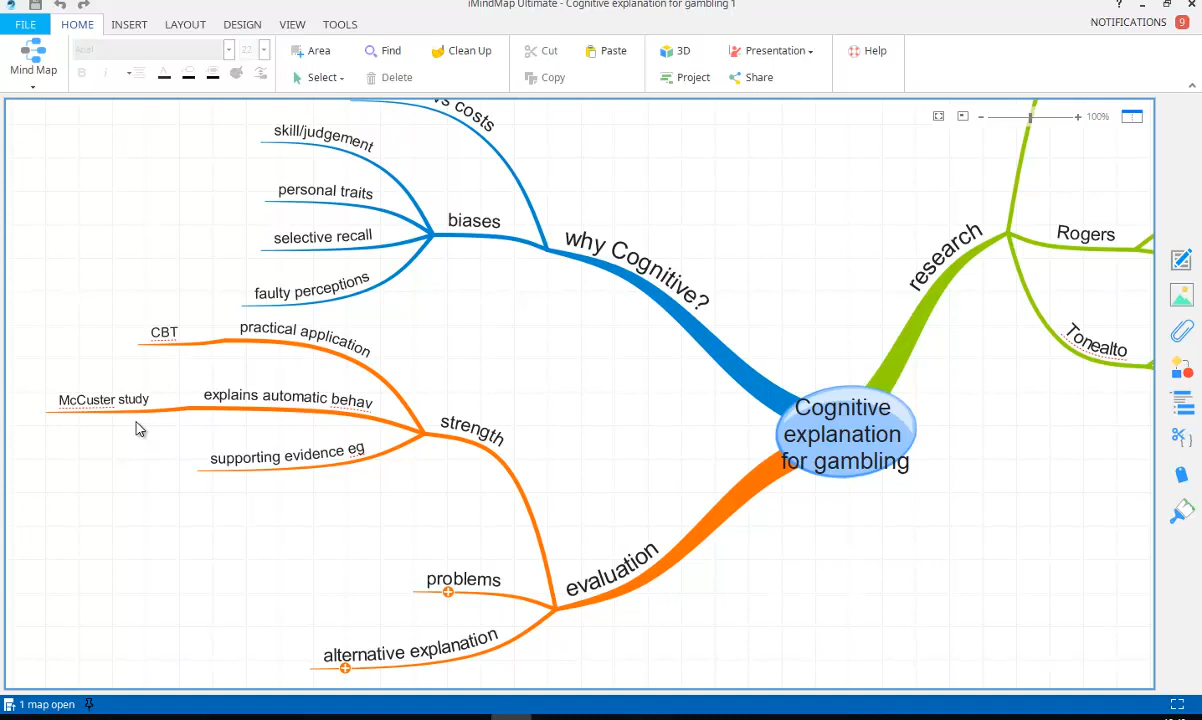 iMindMap Ultimate - Cognitive explanation for gambling 1
FILE HOME INSERT LAYOUT DESIGN VIEW TOOLS
NOTIFICATIONS 9
Mind Map
Arial 22
B i A
Area
Select
Find
Delete
Clean Up
Cut
Copy
Paste
3D
Project
Presentation
Share
Help
100%
costs
skill/judgement
personal traits
selective recall
faulty perceptions
biases
why Cognitive?
CBT
practical application
McCuster study
explains automatic behav
supporting evidence eg
strength
problems
alternative explanation
evaluation
Cognitive
explanation
for gambling
research
Rogers
Tonealto
1 map open